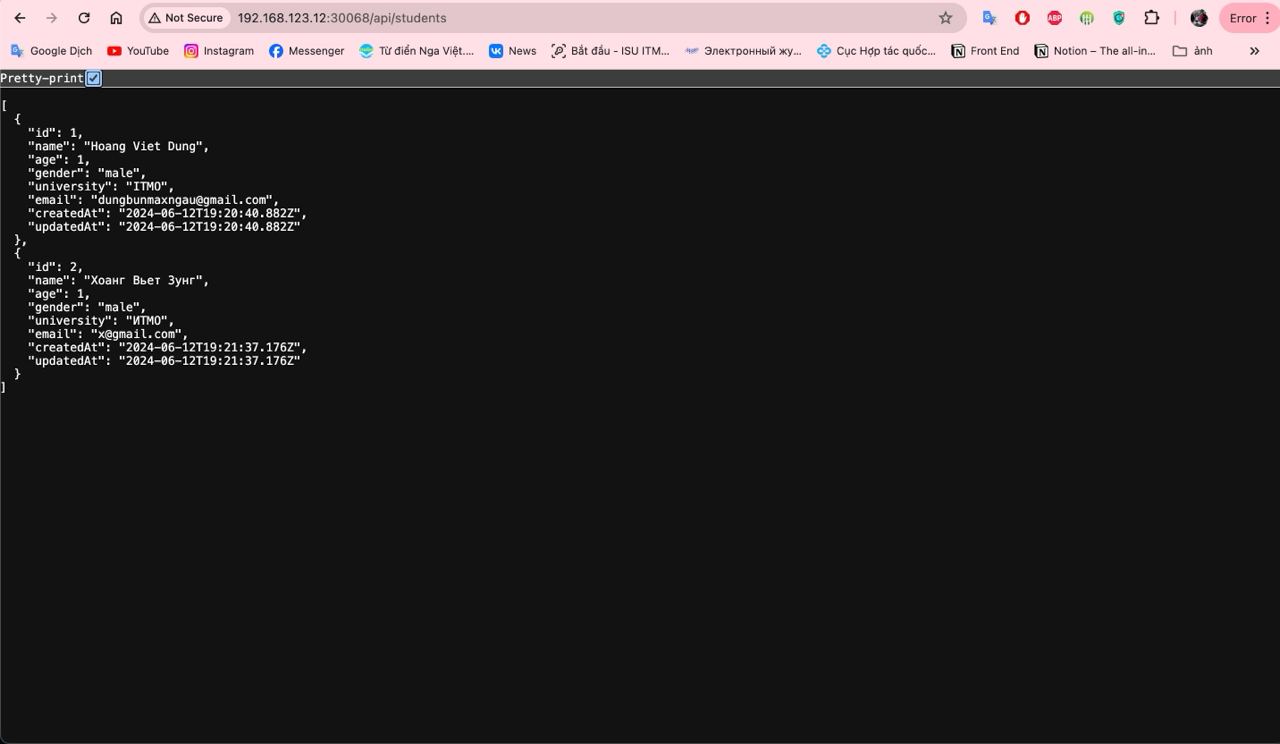 Not Secure 192.168.123.12:30068/api/students ABP Error
Google Dịch YouTube Instagram Messenger Từ điển Nga Việt.... News Bắt đầu - ISU ITM... Электронный жу... Cục Hợp tác quốc... Front End Notion – The all-in... ảnh »
Pretty-print
[
{
"id": 1,
"name": "Hoang Viet Dung",
"age": 1,
"gender": "male",
"university": "ITMO",
"email": "dungbunmaxngau@gmail.com",
"createdAt": "2024-06-12T19:20:40.882Z",
"updatedAt": "2024-06-12T19:20:40.882Z"
},
{
"id": 2,
"name": "Хоанг Вьет Зунг",
"age": 1,
"gender": "male",
"university": "ИТМО",
"email": "x@gmail.com",
"createdAt": "2024-06-12T19:21:37.176Z",
"updatedAt": "2024-06-12T19:21:37.176Z"
}
]